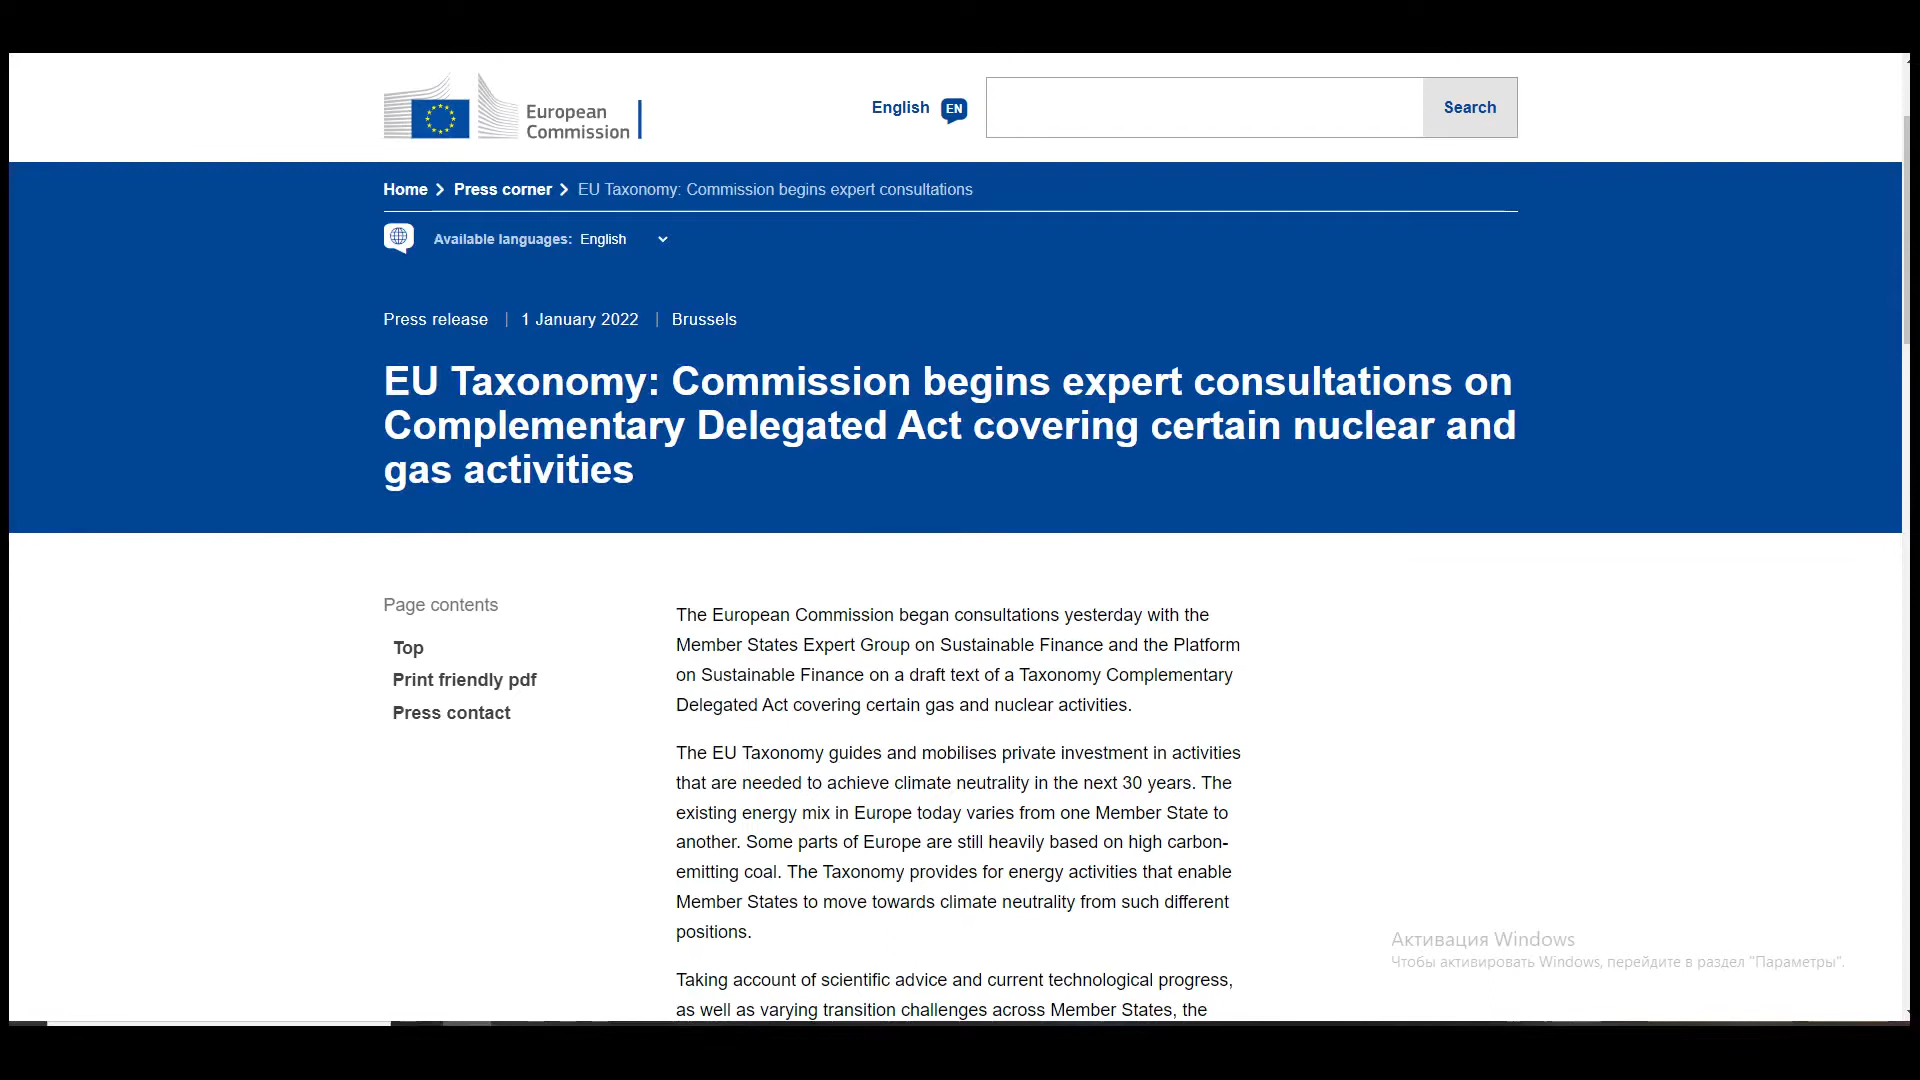 European
Commission
English EN
Search
Home Press corner EU Taxonomy: Commission begins expert consultations
Available languages: English
Press release | 1 January 2022 | Brussels
EU Taxonomy: Commission begins expert consultations on
Complementary Delegated Act covering certain nuclear and
gas activities
Page contents
Top
Print friendly pdf
Press contact
The European Commission began consultations yesterday with the
Member States Expert Group on Sustainable Finance and the Platform
on Sustainable Finance on a draft text of a Taxonomy Complementary
Delegated Act covering certain gas and nuclear activities.
The EU Taxonomy guides and mobilises private investment in activities
that are needed to achieve climate neutrality in the next 30 years. The
existing energy mix in Europe today varies from one Member State to
another. Some parts of Europe are still heavily based on high carbon-
emitting coal. The Taxonomy provides for energy activities that enable
Member States to move towards climate neutrality from such different
positions.
Taking account of scientific advice and current technological progress,
as well as varying transition challenges across Member States, the
Активация Windows
Чтобы активировать Windows, перейдите в раздел "Параметры".